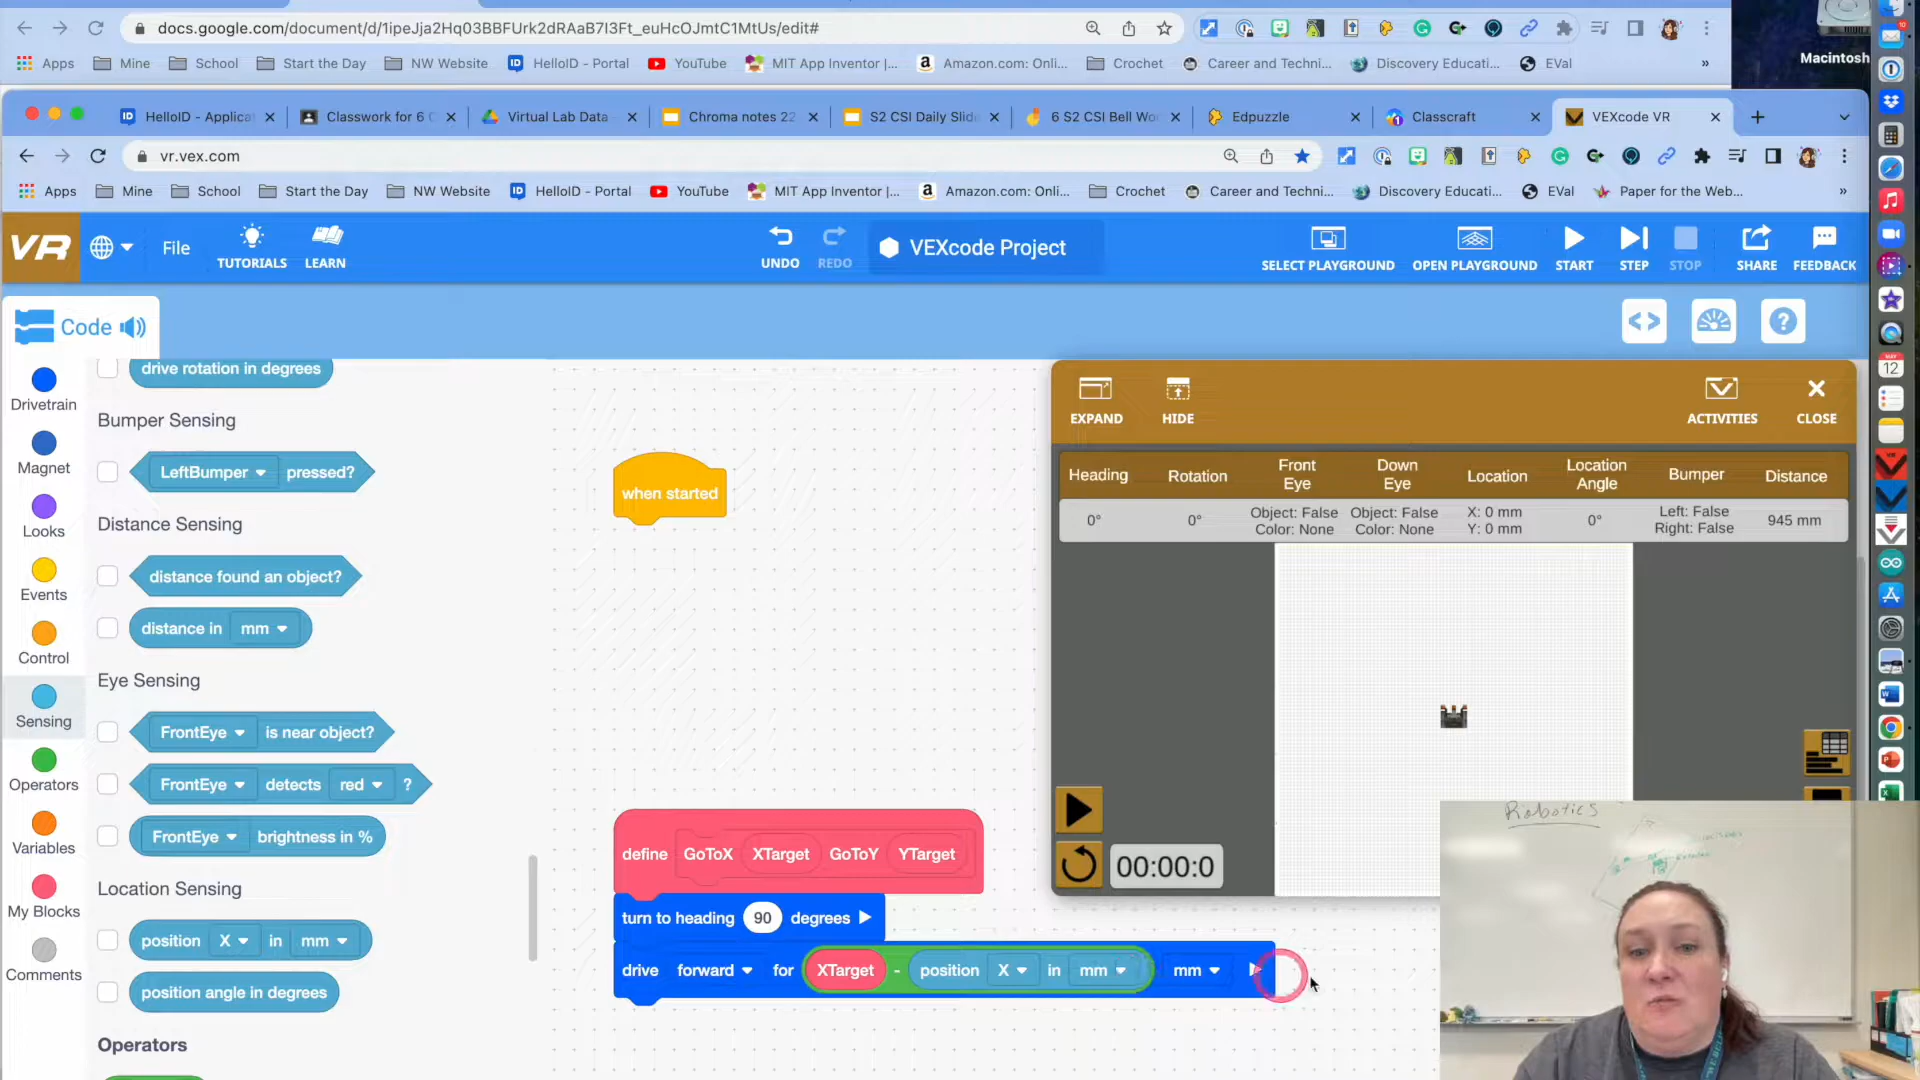 docs.google.com/document/d/1ipeJja2Hq03BBFUrk2dRAaB7I3Ft_euHcOJmtC1MtUs/edit#
Apps Mine School Start the Day NW Website HelloID - Portal YouTube MIT App Inventor |... Amazon.com: Onli... Crochet Career and Techni... Discovery Educati... EVal »
Macintosh
HelloID - Applica Classwork for 6 C Virtual Lab Data - Chroma notes 22 S2 CSI Daily Slide 6 S2 CSI Bell Wo Edpuzzle Classcraft VEXcode VR
vr.vex.com
Apps Mine School Start the Day NW Website HelloID - Portal YouTube MIT App Inventor |... Amazon.com: Onli... Crochet Career and Techni... Discovery Educati... EVal Paper for the Web... »
VR File TUTORIALS LEARN UNDO REDO VEXcode Project SELECT PLAYGROUND OPEN PLAYGROUND START STEP STOP SHARE FEEDBACK
Code
Drivetrain
Magnet
Looks
Events
Control
Sensing
Operators
Variables
My Blocks
Comments
drive rotation in degrees
Bumper Sensing
LeftBumper pressed?
Distance Sensing
distance found an object?
distance in mm
Eye Sensing
FrontEye is near object?
FrontEye detects red ?
FrontEye brightness in %
Location Sensing
position X in mm
position angle in degrees
Operators
when started
define GoToX XTarget GoToY YTarget
turn to heading 90 degrees
drive forward for XTarget - position X in mm mm
EXPAND HIDE ACTIVITIES CLOSE
Heading Rotation Front Eye Down Eye Location Location Angle Bumper Distance
0° 0° Object: False Object: False X: 0 mm 0° Left: False 945 mm
Color: None Color: None Y: 0 mm Right: False
00:00:0
MAY
12
Robotics